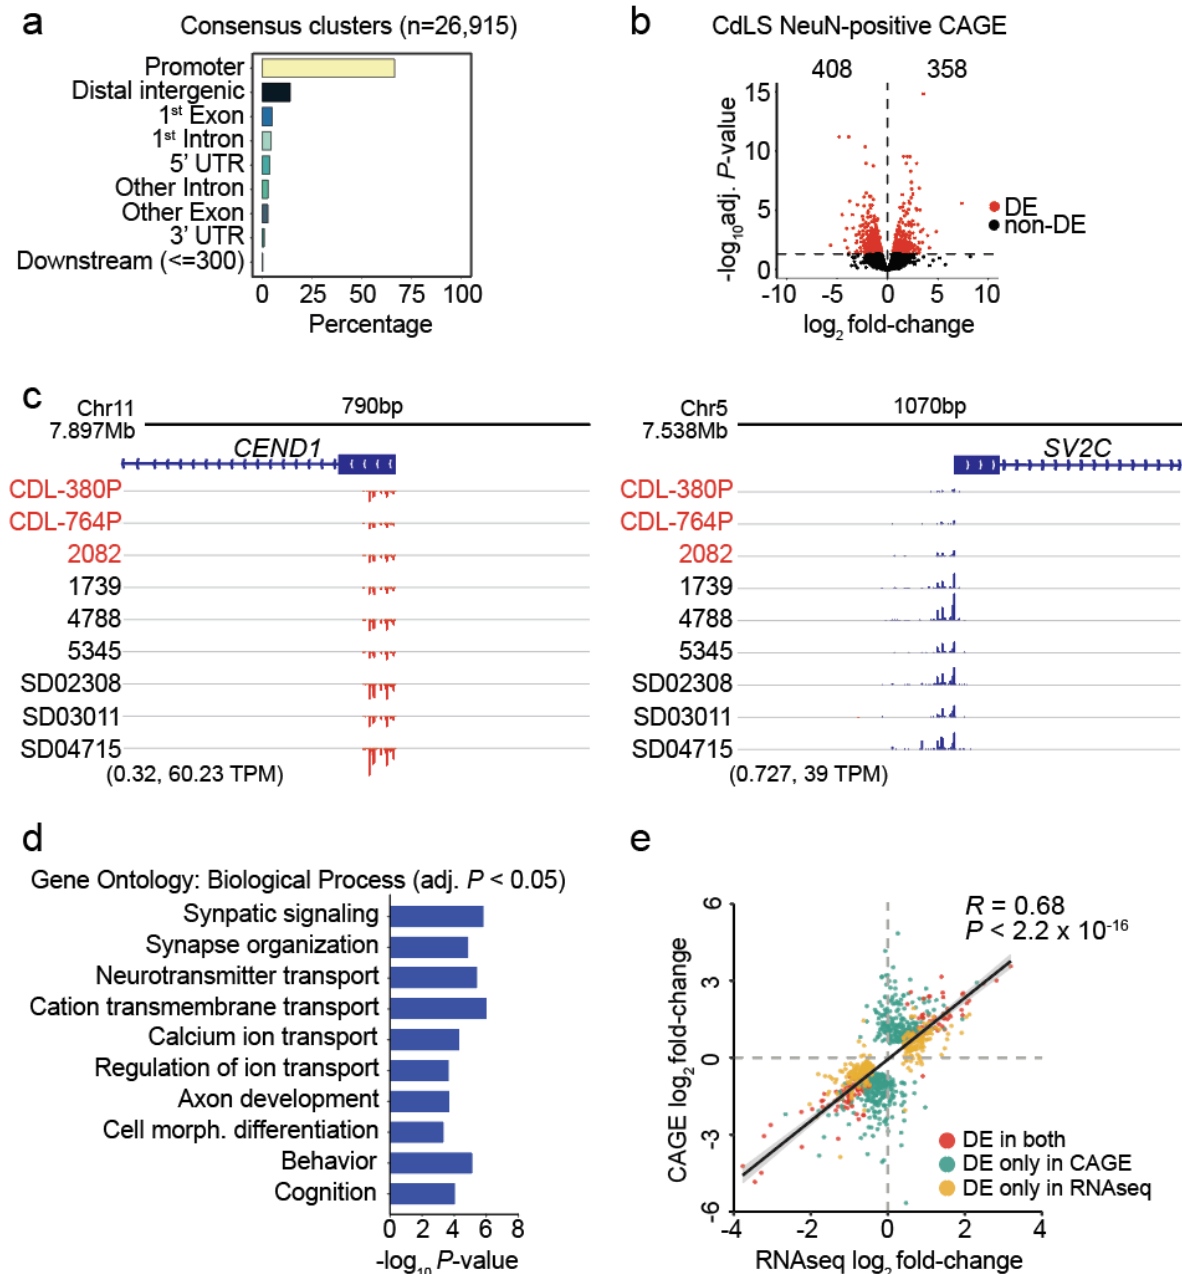 a
Consensus clusters (n=26,915)
Promoter
Distal intergenic
1st Exon
1st Intron
5' UTR
Other Intron
Other Exon
3' UTR
Downstream (<=300)
0 25 50 75 100
Percentage
b
CdLS NeuN-positive CAGE
408 358
15
10
5
0
-log10 adj. P-value
DE
non-DE
-10 -5 0 5 10
log2 fold-change
c
Chr11
7.897Mb
790bp
CEND1
CDL-380P
CDL-764P
2082
1739
4788
5345
SD02308
SD03011
SD04715
(0.32, 60.23 TPM)
Chr5
7.538Mb
1070bp
SV2C
CDL-380P
CDL-764P
2082
1739
4788
5345
SD02308
SD03011
SD04715
(0.727, 39 TPM)
d
Gene Ontology: Biological Process (adj. P < 0.05)
Synpatic signaling
Synapse organization
Neurotransmitter transport
Cation transmembrane transport
Calcium ion transport
Regulation of ion transport
Axon development
Cell morph. differentiation
Behavior
Cognition
0 2 4 6 8
-log10 P-value
e
R = 0.68
P < 2.2 x 10-16
6
3
0
-3
-6
CAGE log2 fold-change
DE in both
DE only in CAGE
DE only in RNAseq
-4 -2 0 2 4
RNAseq log2 fold-change